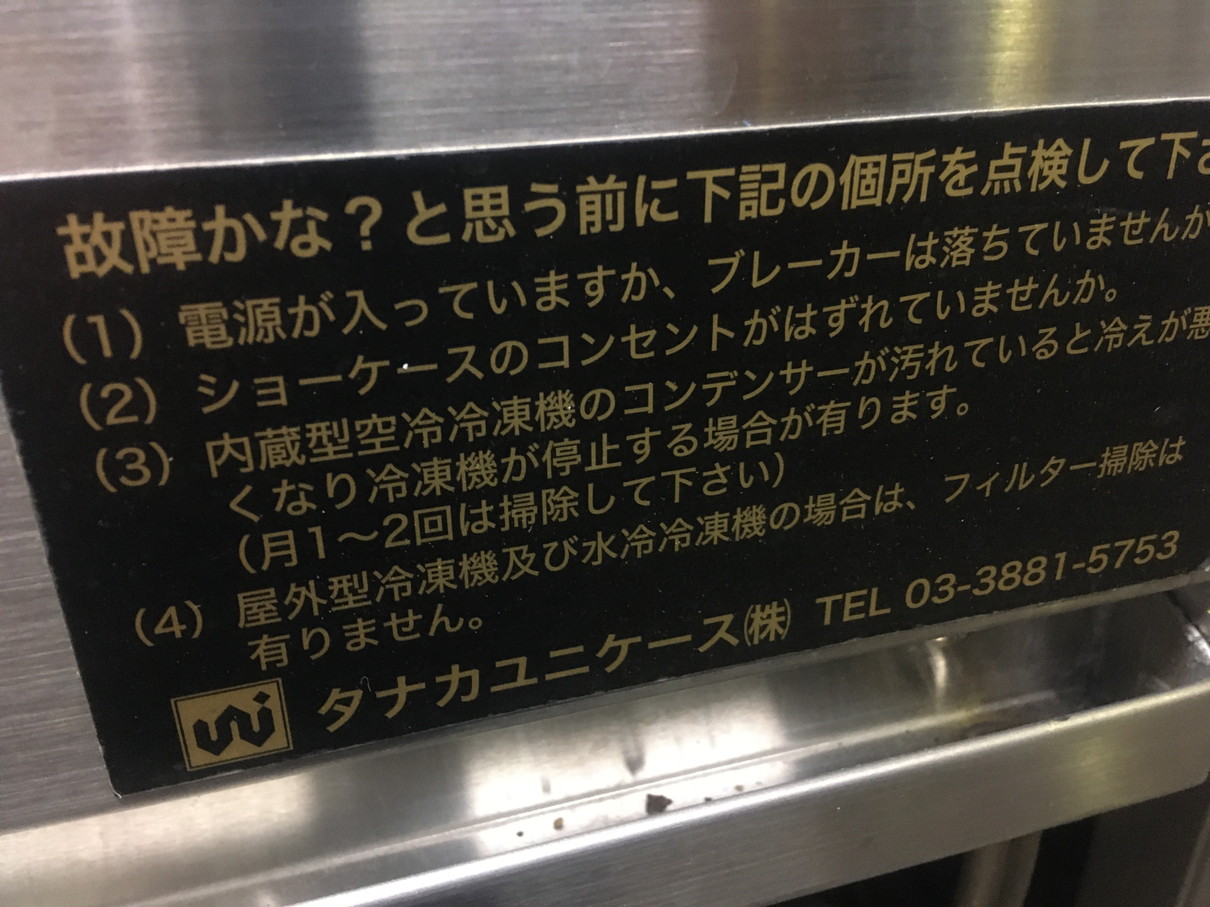 故障かな？と思う前に下記の個所を点検して下さ
(1) 電源が入っていますか、ブレーカーは落ちていませんか
(2) ショーケースのコンセントがはずれていませんか。
(3) 内蔵型空冷冷凍機のコンデンサーが汚れていると冷えが悪
くなり冷凍機が停止する場合が有ります。
(月1〜2回は掃除して下さい)
(4) 屋外型冷凍機及び水冷冷凍機の場合は、フィルター掃除は
有りません。
タナカユニケース㈱ TEL 03-3881-5753